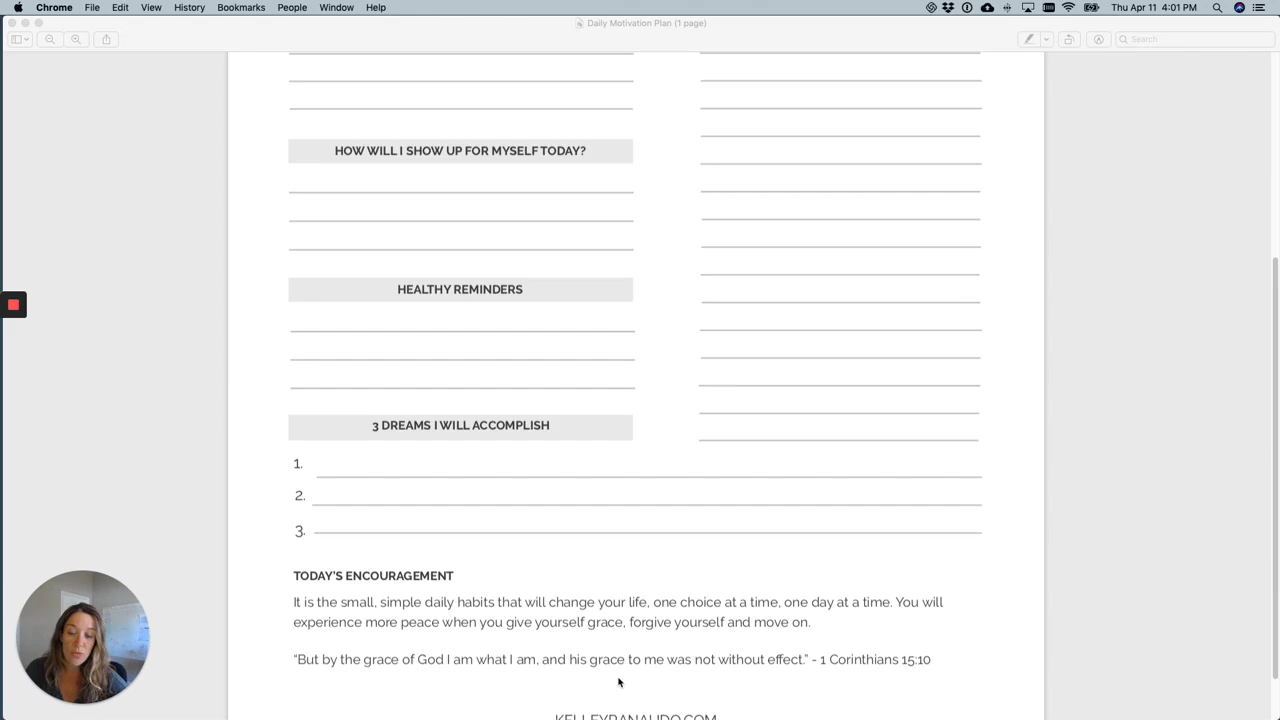 Chrome File Edit View History Bookmarks People Window Help Thu Apr 11 4:01 PM
Daily Motivation Plan (1 page)
Search
HOW WILL I SHOW UP FOR MYSELF TODAY?
HEALTHY REMINDERS
3 DREAMS I WILL ACCOMPLISH
1.
2.
3.
TODAY'S ENCOURAGEMENT
It is the small, simple daily habits that will change your life, one choice at a time, one day at a time. You will
experience more peace when you give yourself grace, forgive yourself and move on.
“But by the grace of God I am what I am, and his grace to me was not without effect.” - 1 Corinthians 15:10